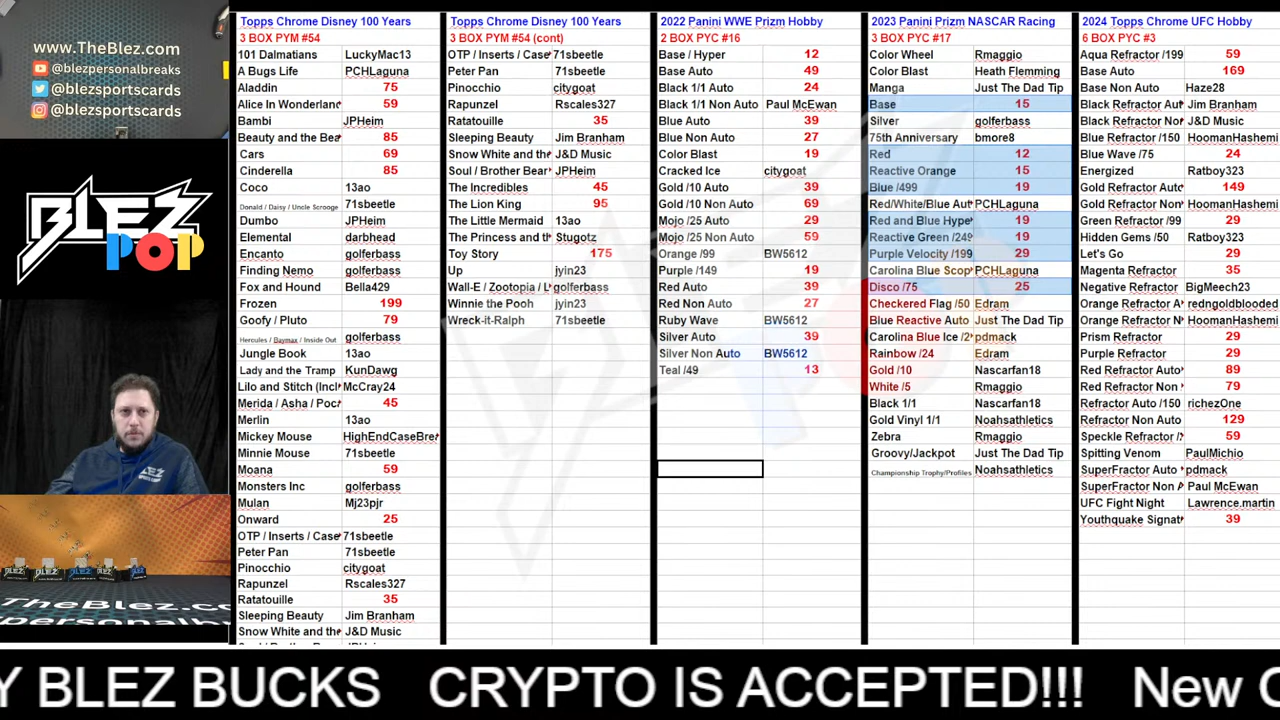 www.TheBlez.com
@blezpersonalbreaks
@blezsportscards
@blezsportscards
BLEZ
POP
TheBlez.co
Topps Chrome Disney 100 Years
3 BOX PYM #54
101 Dalmatians LuckyMac13
A Bugs Life PCHLaguna
Aladdin 75
Alice In Wonderlan 59
Bambi JPHeim
Beauty and the Bea 85
Cars 69
Cinderella 85
Coco 13ao
Donald / Daisy / Uncle Scrooge 71sbeetle
Dumbo JPHeim
Elemental darbhead
Encanto golferbass
Finding Nemo golferbass
Fox and Hound Bella429
Frozen 199
Goofy / Pluto 79
Hercules / Baymax / Inside Out golferbass
Jungle Book 13ao
Lady and the Tramp KunDawg
Lilo and Stitch (Incl McCray24
Merida / Asha / Poc 45
Merlin 13ao
Mickey Mouse HighEndCaseBre
Minnie Mouse 71sbeetle
Moana 59
Monsters Inc golferbass
Mulan Mj23pjr
Onward 25
OTP / Inserts / Case 71sbeetle
Peter Pan 71sbeetle
Pinocchio citygoat
Rapunzel Rscales327
Ratatouille 35
Sleeping Beauty Jim Branham
Snow White and the J&D Music
Topps Chrome Disney 100 Years
3 BOX PYM #54 (cont)
OTP / Inserts / Case 71sbeetle
Peter Pan 71sbeetle
Pinocchio citygoat
Rapunzel Rscales327
Ratatouille 35
Sleeping Beauty Jim Branham
Snow White and the J&D Music
Soul / Brother Bear JPHeim
The Incredibles 45
The Lion King 95
The Little Mermaid 13ao
The Princess and th Stugotz
Toy Story 175
Up jyin23
Wall-E / Zootopia / L golferbass
Winnie the Pooh jyin23
Wreck-it-Ralph 71sbeetle
2022 Panini WWE Prizm Hobby
2 BOX PYC #16
Base / Hyper 12
Base Auto 49
Black 1/1 Auto 24
Black 1/1 Non Auto Paul McEwan
Blue Auto 39
Blue Non Auto 27
Color Blast 19
Cracked Ice citygoat
Gold /10 Auto 39
Gold /10 Non Auto 69
Mojo /25 Auto 29
Mojo /25 Non Auto 59
Orange /99 BW5612
Purple /149 19
Red Auto 39
Red Non Auto 27
Ruby Wave BW5612
Silver Auto 39
Silver Non Auto BW5612
Teal /49 13
2023 Panini Prizm NASCAR Racing
3 BOX PYC #17
Color Wheel Rmaggio
Color Blast Heath Flemming
Manga Just The Dad Tip
Base 15
Silver golferbass
75th Anniversary bmore8
Red 12
Reactive Orange 15
Blue /499 19
Red/White/Blue Aut PCHLaguna
Red and Blue Hype 19
Reactive Green /249 19
Purple Velocity /199 29
Carolina Blue Scop PCHLaguna
Disco /75 25
Checkered Flag /50 Edram
Blue Reactive Auto Just The Dad Tip
Carolina Blue Ice /2 pdmack
Rainbow /24 Edram
Gold /10 Nascarfan18
White /5 Rmaggio
Black 1/1 Nascarfan18
Gold Vinyl 1/1 Noahsathletics
Zebra Rmaggio
Groovy/Jackpot Just The Dad Tip
Championship Trophy/Profiles Noahsathletics
2024 Topps Chrome UFC Hobby
6 BOX PYC #3
Aqua Refractor /199 59
Base Auto 169
Base Non Auto Haze28
Black Refractor Aut Jim Branham
Black Refractor No J&D Music
Blue Refractor /150 HoomanHashemi
Blue Wave /75 24
Energized Ratboy323
Gold Refractor Aut 149
Gold Refractor Non HoomanHashemi
Green Refractor /99 29
Hidden Gems /50 Ratboy323
Let's Go 29
Magenta Refractor 35
Negative Refractor BigMeech23
Orange Refractor A redngoldblooded
Orange Refractor N HoomanHashemi
Prism Refractor 29
Purple Refractor 29
Red Refractor Auto 89
Red Refractor Non 79
Refractor Auto /150 richezOne
Refractor Non Auto 129
Speckle Refractor /2 59
Spitting Venom PaulMichio
SuperFractor Auto pdmack
SuperFractor Non A Paul McEwan
UFC Fight Night Lawrence.martin
Youthquake Signat 39
Y BLEZ BUCKS CRYPTO IS ACCEPTED!!! New